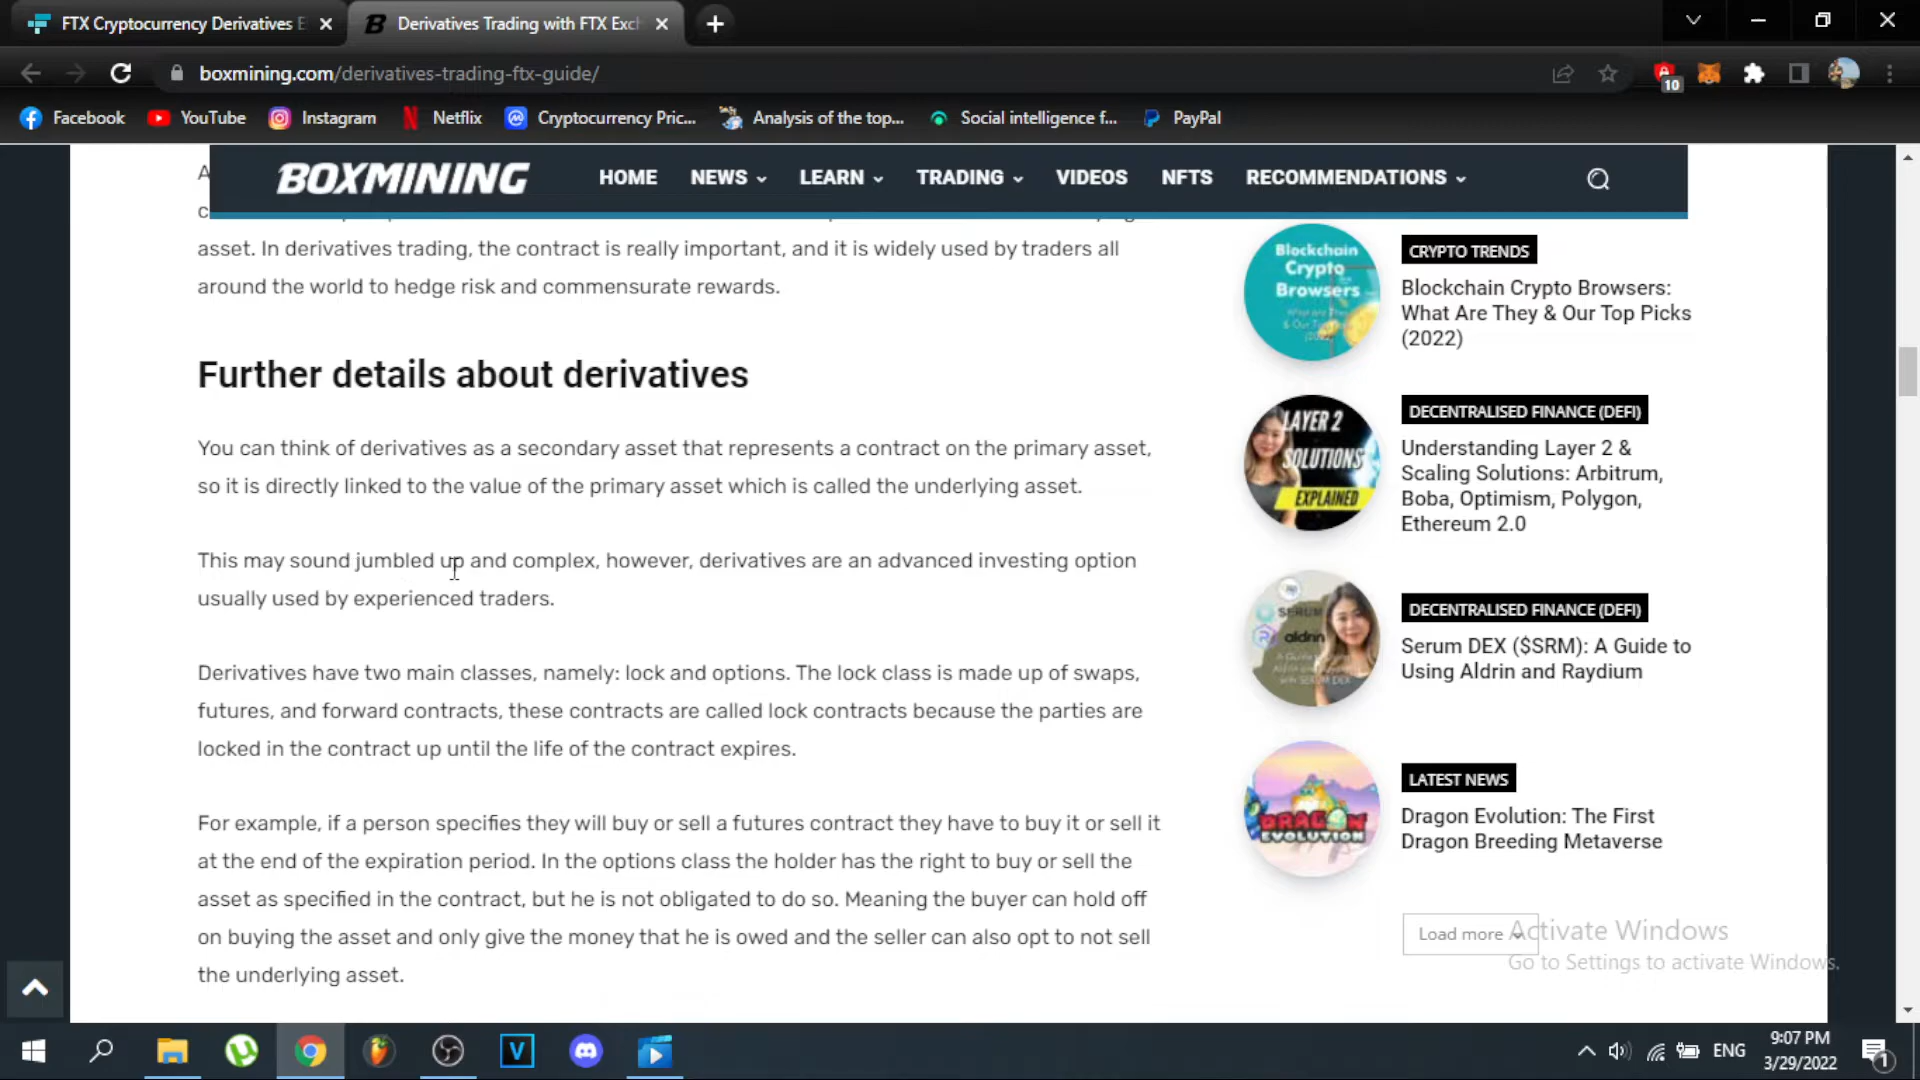 FTX Cryptocurrency Derivatives E
Derivatives Trading with FTX Exch
boxmining.com/derivatives-trading-ftx-guide/
10
Facebook
YouTube
Instagram
Netflix
Cryptocurrency Pric...
Analysis of the top...
Social intelligence f...
PayPal
BOXMINING
HOME
NEWS
LEARN
TRADING
VIDEOS
NFTS
RECOMMENDATIONS
asset. In derivatives trading, the contract is really important, and it is widely used by traders all
around the world to hedge risk and commensurate rewards.
Further details about derivatives
You can think of derivatives as a secondary asset that represents a contract on the primary asset,
so it is directly linked to the value of the primary asset which is called the underlying asset.
This may sound jumbled up and complex, however, derivatives are an advanced investing option
usually used by experienced traders.
Derivatives have two main classes, namely: lock and options. The lock class is made up of swaps,
futures, and forward contracts, these contracts are called lock contracts because the parties are
locked in the contract up until the life of the contract expires.
For example, if a person specifies they will buy or sell a futures contract they have to buy it or sell it
at the end of the expiration period. In the options class the holder has the right to buy or sell the
asset as specified in the contract, but he is not obligated to do so. Meaning the buyer can hold off
on buying the asset and only give the money that he is owed and the seller can also opt to not sell
the underlying asset.
Blockchain
Crypto
Browsers
CRYPTO TRENDS
Blockchain Crypto Browsers:
What Are They & Our Top Picks
(2022)
LAYER 2
SOLUTIONS
EXPLAINED
DECENTRALISED FINANCE (DEFI)
Understanding Layer 2 &
Scaling Solutions: Arbitrum,
Boba, Optimism, Polygon,
Ethereum 2.0
SERUM
aldrin
DECENTRALISED FINANCE (DEFI)
Serum DEX ($SRM): A Guide to
Using Aldrin and Raydium
DRAGON
EVOLUTION
LATEST NEWS
Dragon Evolution: The First
Dragon Breeding Metaverse
Load more
Activate Windows
Go to Settings to activate Windows.
ENG
9:07 PM
3/29/2022
1